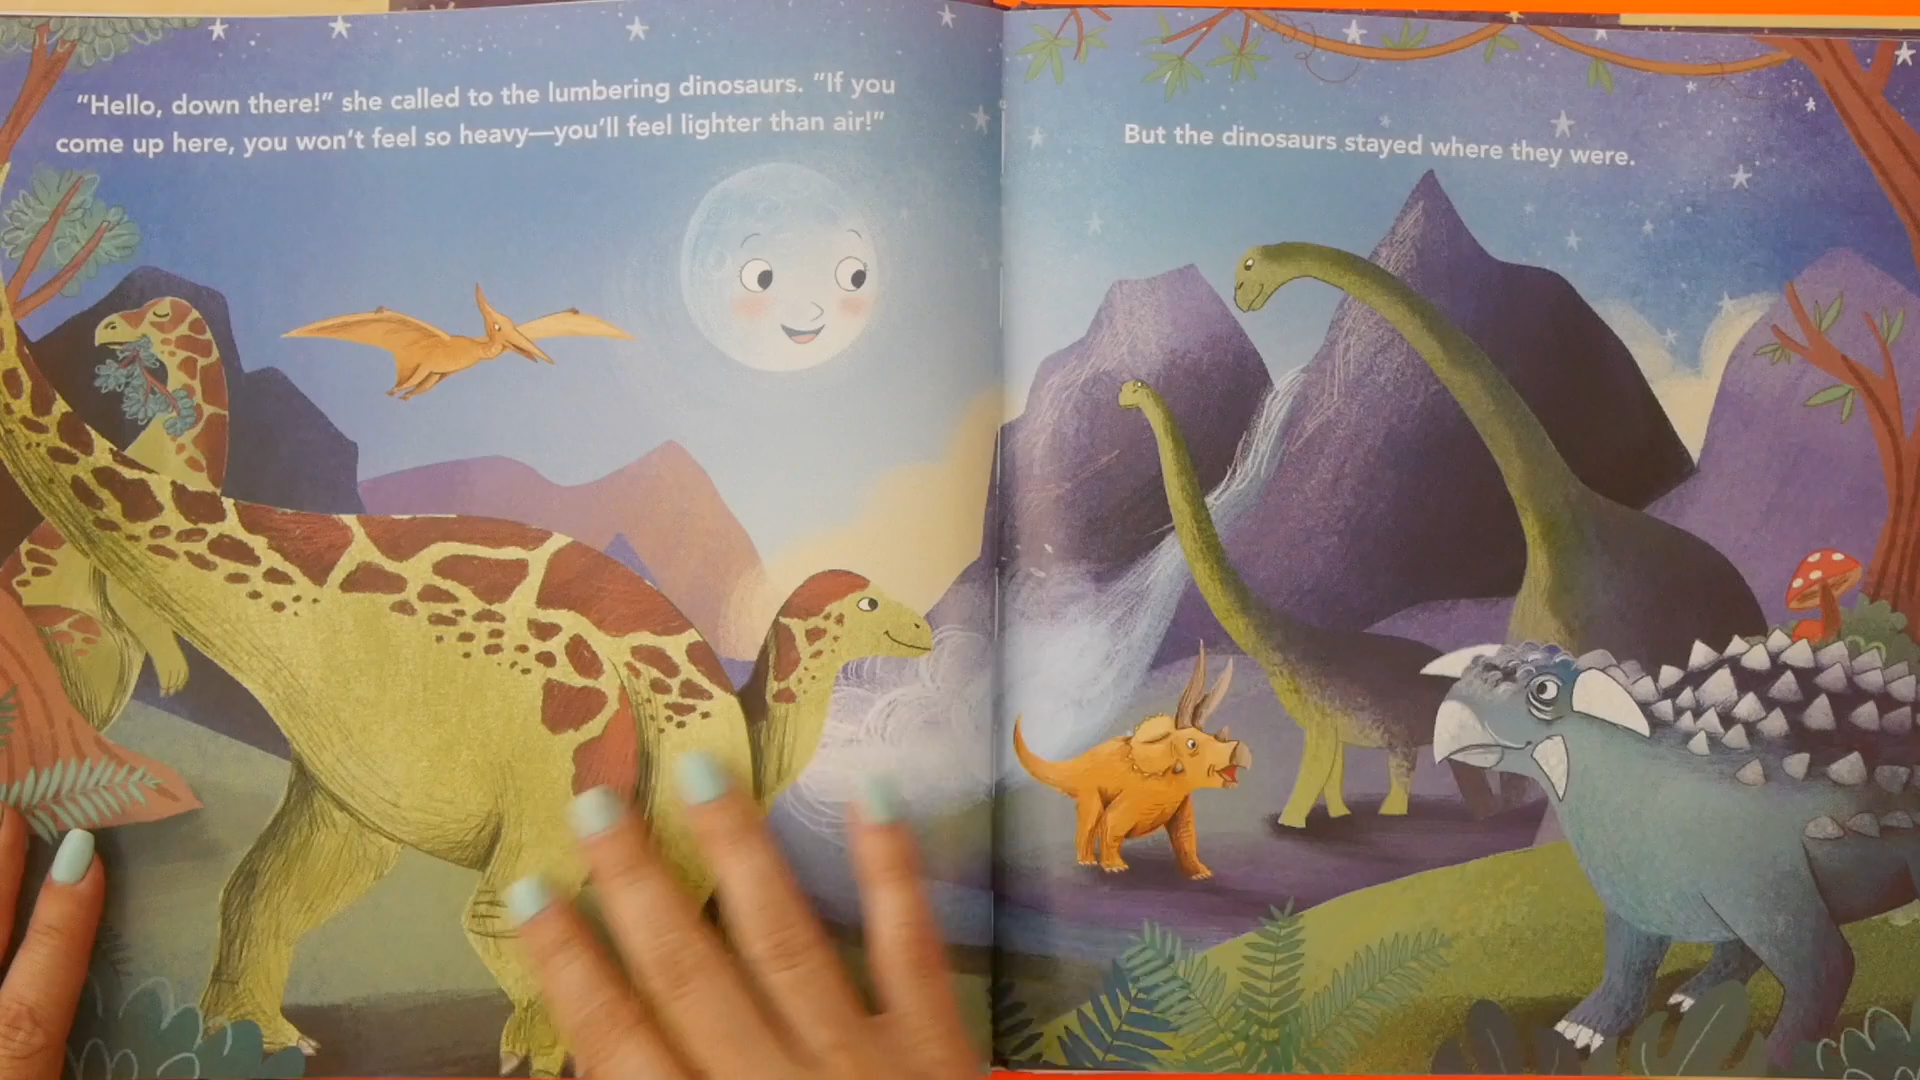 “Hello, down there!” she called to the lumbering dinosaurs. “If you
come up here, you won’t feel so heavy—you’ll feel lighter than air!”
But the dinosaurs stayed where they were.